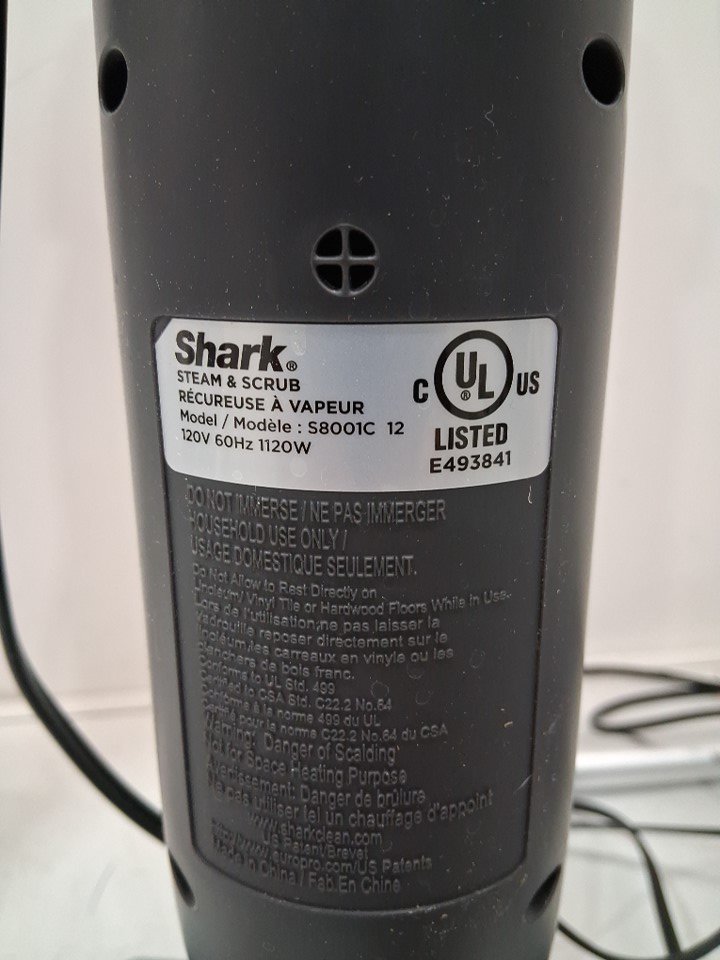 Shark®
STEAM & SCRUB
RÉCUREUSE À VAPEUR
Model / Modèle : S8001C 12
120V 60Hz 1120W
C UL® US
LISTED
E493841
DO NOT IMMERSE / NE PAS IMMERGER
HOUSEHOLD USE ONLY /
USAGE DOMESTIQUE SEULEMENT.
Do Not Allow to Rest Directly on
linoleum/ Vinyl Tile or Hardwood Floors While in Use.
Lors de l'utilisation,ne pas laisser la
vadrouille reposer directement sur le
linoléum,les carreaux en vinyle ou les
planchers de bois franc.
Conforms to UL Std. 499
Certified to CSA Std. C22.2 No.64
Conforme à la norme 499 du UL
Certifié pour le norme C22.2 No.64 du CSA
Warning: Danger of Scalding
Not for Space Heating Purpose
Avertissement: Danger de brûlure
Ne pas utiliser tel un chauffage d'appoint
www.sharkclean.com
US Patent/Brevet
http://www.europro.com/US Patents
Made in China / Fab.En Chine